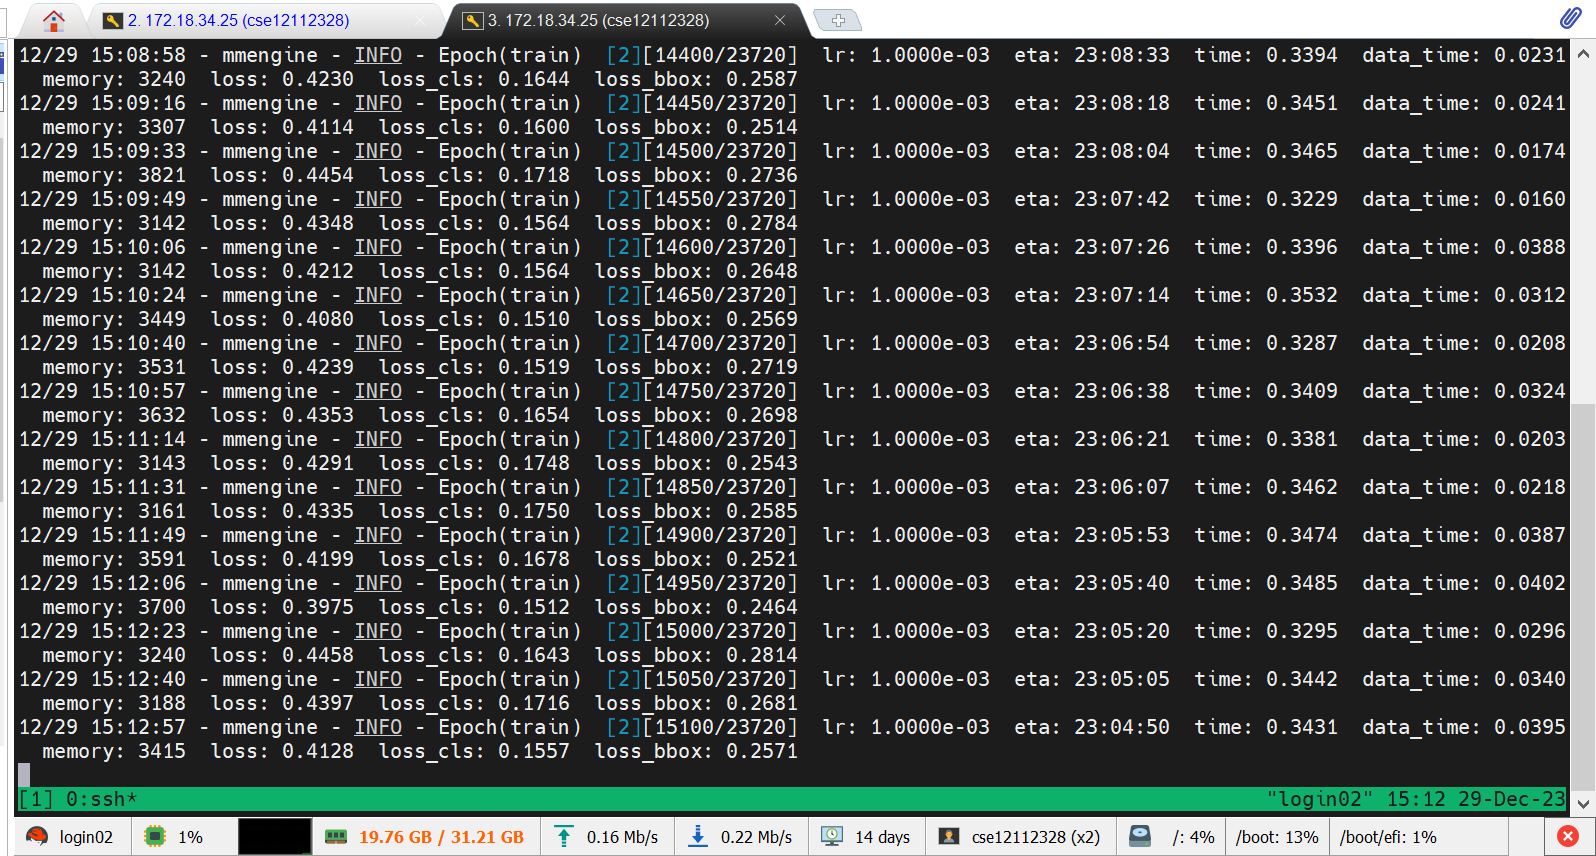 2. 172.18.34.25 (cse12112328)
3. 172.18.34.25 (cse12112328)
12/29 15:08:58 - mmengine - INFO - Epoch(train)  [2][14400/23720]  lr: 1.0000e-03  eta: 23:08:33  time: 0.3394  data_time: 0.0231
memory: 3240  loss: 0.4230  loss_cls: 0.1644  loss_bbox: 0.2587
12/29 15:09:16 - mmengine - INFO - Epoch(train)  [2][14450/23720]  lr: 1.0000e-03  eta: 23:08:18  time: 0.3451  data_time: 0.0241
memory: 3307  loss: 0.4114  loss_cls: 0.1600  loss_bbox: 0.2514
12/29 15:09:33 - mmengine - INFO - Epoch(train)  [2][14500/23720]  lr: 1.0000e-03  eta: 23:08:04  time: 0.3465  data_time: 0.0174
memory: 3821  loss: 0.4454  loss_cls: 0.1718  loss_bbox: 0.2736
12/29 15:09:49 - mmengine - INFO - Epoch(train)  [2][14550/23720]  lr: 1.0000e-03  eta: 23:07:42  time: 0.3229  data_time: 0.0160
memory: 3142  loss: 0.4348  loss_cls: 0.1564  loss_bbox: 0.2784
12/29 15:10:06 - mmengine - INFO - Epoch(train)  [2][14600/23720]  lr: 1.0000e-03  eta: 23:07:26  time: 0.3396  data_time: 0.0388
memory: 3142  loss: 0.4212  loss_cls: 0.1564  loss_bbox: 0.2648
12/29 15:10:24 - mmengine - INFO - Epoch(train)  [2][14650/23720]  lr: 1.0000e-03  eta: 23:07:14  time: 0.3532  data_time: 0.0312
memory: 3449  loss: 0.4080  loss_cls: 0.1510  loss_bbox: 0.2569
12/29 15:10:40 - mmengine - INFO - Epoch(train)  [2][14700/23720]  lr: 1.0000e-03  eta: 23:06:54  time: 0.3287  data_time: 0.0208
memory: 3531  loss: 0.4239  loss_cls: 0.1519  loss_bbox: 0.2719
12/29 15:10:57 - mmengine - INFO - Epoch(train)  [2][14750/23720]  lr: 1.0000e-03  eta: 23:06:38  time: 0.3409  data_time: 0.0324
memory: 3632  loss: 0.4353  loss_cls: 0.1654  loss_bbox: 0.2698
12/29 15:11:14 - mmengine - INFO - Epoch(train)  [2][14800/23720]  lr: 1.0000e-03  eta: 23:06:21  time: 0.3381  data_time: 0.0203
memory: 3143  loss: 0.4291  loss_cls: 0.1748  loss_bbox: 0.2543
12/29 15:11:31 - mmengine - INFO - Epoch(train)  [2][14850/23720]  lr: 1.0000e-03  eta: 23:06:07  time: 0.3462  data_time: 0.0218
memory: 3161  loss: 0.4335  loss_cls: 0.1750  loss_bbox: 0.2585
12/29 15:11:49 - mmengine - INFO - Epoch(train)  [2][14900/23720]  lr: 1.0000e-03  eta: 23:05:53  time: 0.3474  data_time: 0.0387
memory: 3591  loss: 0.4199  loss_cls: 0.1678  loss_bbox: 0.2521
12/29 15:12:06 - mmengine - INFO - Epoch(train)  [2][14950/23720]  lr: 1.0000e-03  eta: 23:05:40  time: 0.3485  data_time: 0.0402
memory: 3700  loss: 0.3975  loss_cls: 0.1512  loss_bbox: 0.2464
12/29 15:12:23 - mmengine - INFO - Epoch(train)  [2][15000/23720]  lr: 1.0000e-03  eta: 23:05:20  time: 0.3295  data_time: 0.0296
memory: 3240  loss: 0.4458  loss_cls: 0.1643  loss_bbox: 0.2814
12/29 15:12:40 - mmengine - INFO - Epoch(train)  [2][15050/23720]  lr: 1.0000e-03  eta: 23:05:05  time: 0.3442  data_time: 0.0340
memory: 3188  loss: 0.4397  loss_cls: 0.1716  loss_bbox: 0.2681
12/29 15:12:57 - mmengine - INFO - Epoch(train)  [2][15100/23720]  lr: 1.0000e-03  eta: 23:04:50  time: 0.3431  data_time: 0.0395
memory: 3415  loss: 0.4128  loss_cls: 0.1557  loss_bbox: 0.2571
[1] 0:ssh*  "login02" 15:12 29-Dec-23
login02  1%  19.76 GB / 31.21 GB  0.16 Mb/s  0.22 Mb/s  14 days  cse12112328 (x2)  /: 4%  /boot: 13%  /boot/efi: 1%